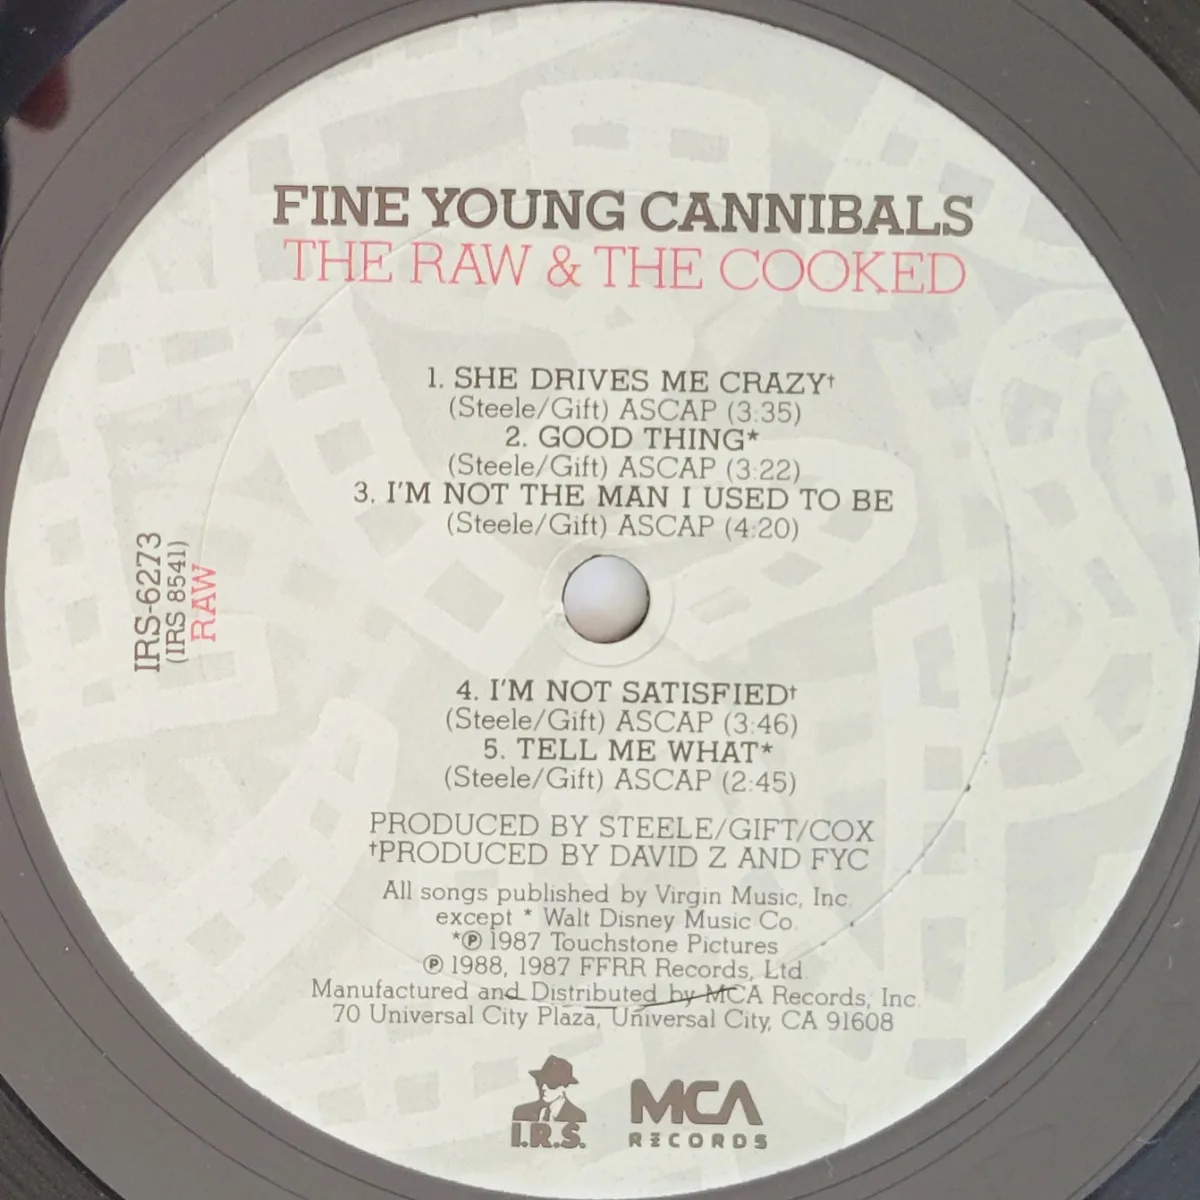 FINE YOUNG CANNIBALS
THE RAW & THE COOKED
1. SHE DRIVES ME CRAZY†
(Steele/Gift) ASCAP (3:35)
2. GOOD THING*
(Steele/Gift) ASCAP (3:22)
3. I'M NOT THE MAN I USED TO BE
(Steele/Gift) ASCAP (4:20)
IRS-6273
(IRS 8541)
RAW
4. I'M NOT SATISFIED†
(Steele/Gift) ASCAP (3:46)
5. TELL ME WHAT*
(Steele/Gift) ASCAP (2:45)
PRODUCED BY STEELE/GIFT/COX
†PRODUCED BY DAVID Z AND FYC
All songs published by Virgin Music, Inc.
except * Walt Disney Music Co.
*℗ 1987 Touchstone Pictures
℗ 1988, 1987 FFRR Records, Ltd.
Manufactured and Distributed by MCA Records, Inc.
70 Universal City Plaza, Universal City, CA 91608
I.R.S.
MCA
RECORDS